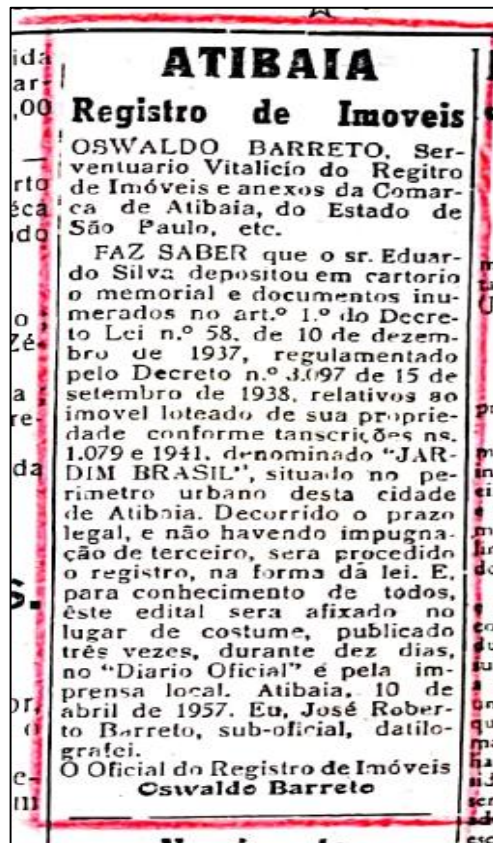 ATIBAIA
Registro de Imoveis
OSWALDO BARRETO, Ser-
ventuario Vitalício do Regitro
de Imóveis e anexos da Comar-
ca de Atibaia, do Estado de
São Paulo, etc.
FAZ SABER que o sr. Eduar-
do Silva depositou em cartorio
o memorial e documentos inu-
merados no art.º 1.º do Decre-
to Lei n.º 58, de 10 de dezem-
bro de 1937, regulamentado
pelo Decreto n.º 3.097 de 15 de
setembro de 1938, relativos ao
imovel loteado de sua proprie-
dade conforme tanscrições ns.
1.079 e 1941, denominado "JAR-
DIM BRASIL", situado no pe-
rimetro urbano desta cidade
de Atibaia. Decorrido o prazo
legal, e não havendo impugna-
ção de terceiro, sera procedido
o registro, na forma dá lei. E,
para conhecimento de todos,
êste edital sera afixado no
lugar de costume, publicado
três vezes, durante dez dias,
no "Diario Oficial" é pela im-
prensa local. Atibaia, 10 de
abril de 1957. Eu, José Rober-
to Barreto, sub-oficial, datilo-
grafei.
O Oficial do Registro de Imóveis
Oswaldo Barreto